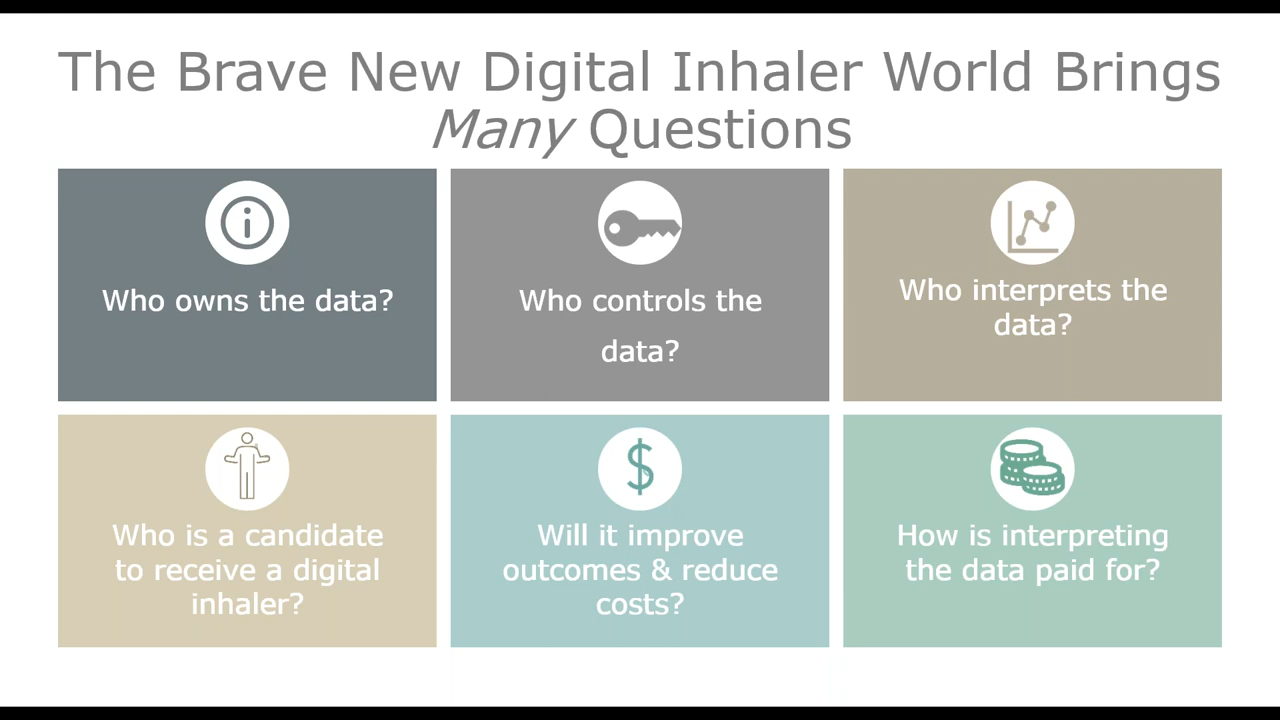 The Brave New Digital Inhaler World Brings
Many Questions
Who owns the data?
Who controls the
data?
Who interprets the
data?
Who is a candidate
to receive a digital
inhaler?
Will it improve
outcomes & reduce
costs?
How is interpreting
the data paid for?